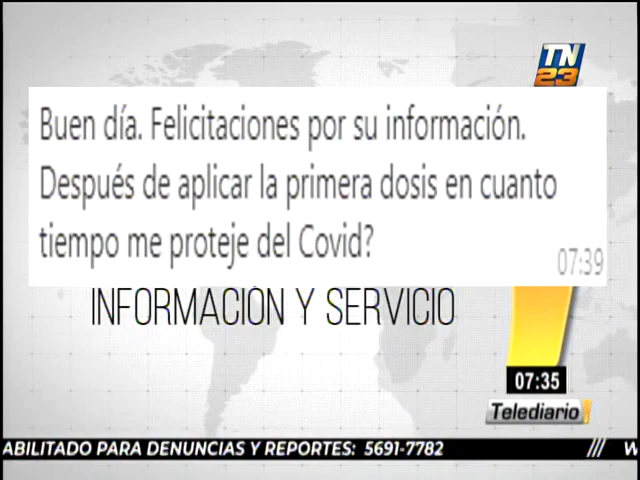 TN
23
Buen día. Felicitaciones por su información.
Después de aplicar la primera dosis en cuanto
tiempo me proteje del Covid?
07:39
INFORMACIÓN Y SERVICIO
07:35
Telediario
ABILITADO PARA DENUNCIAS Y REPORTES: 5691-7782 /// W